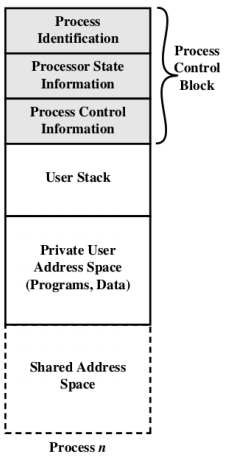 Process
Identification
Processor State
Information
Process Control
Information
Process
Control
Block
User Stack
Private User
Address Space
(Programs, Data)
Shared Address
Space
Process n